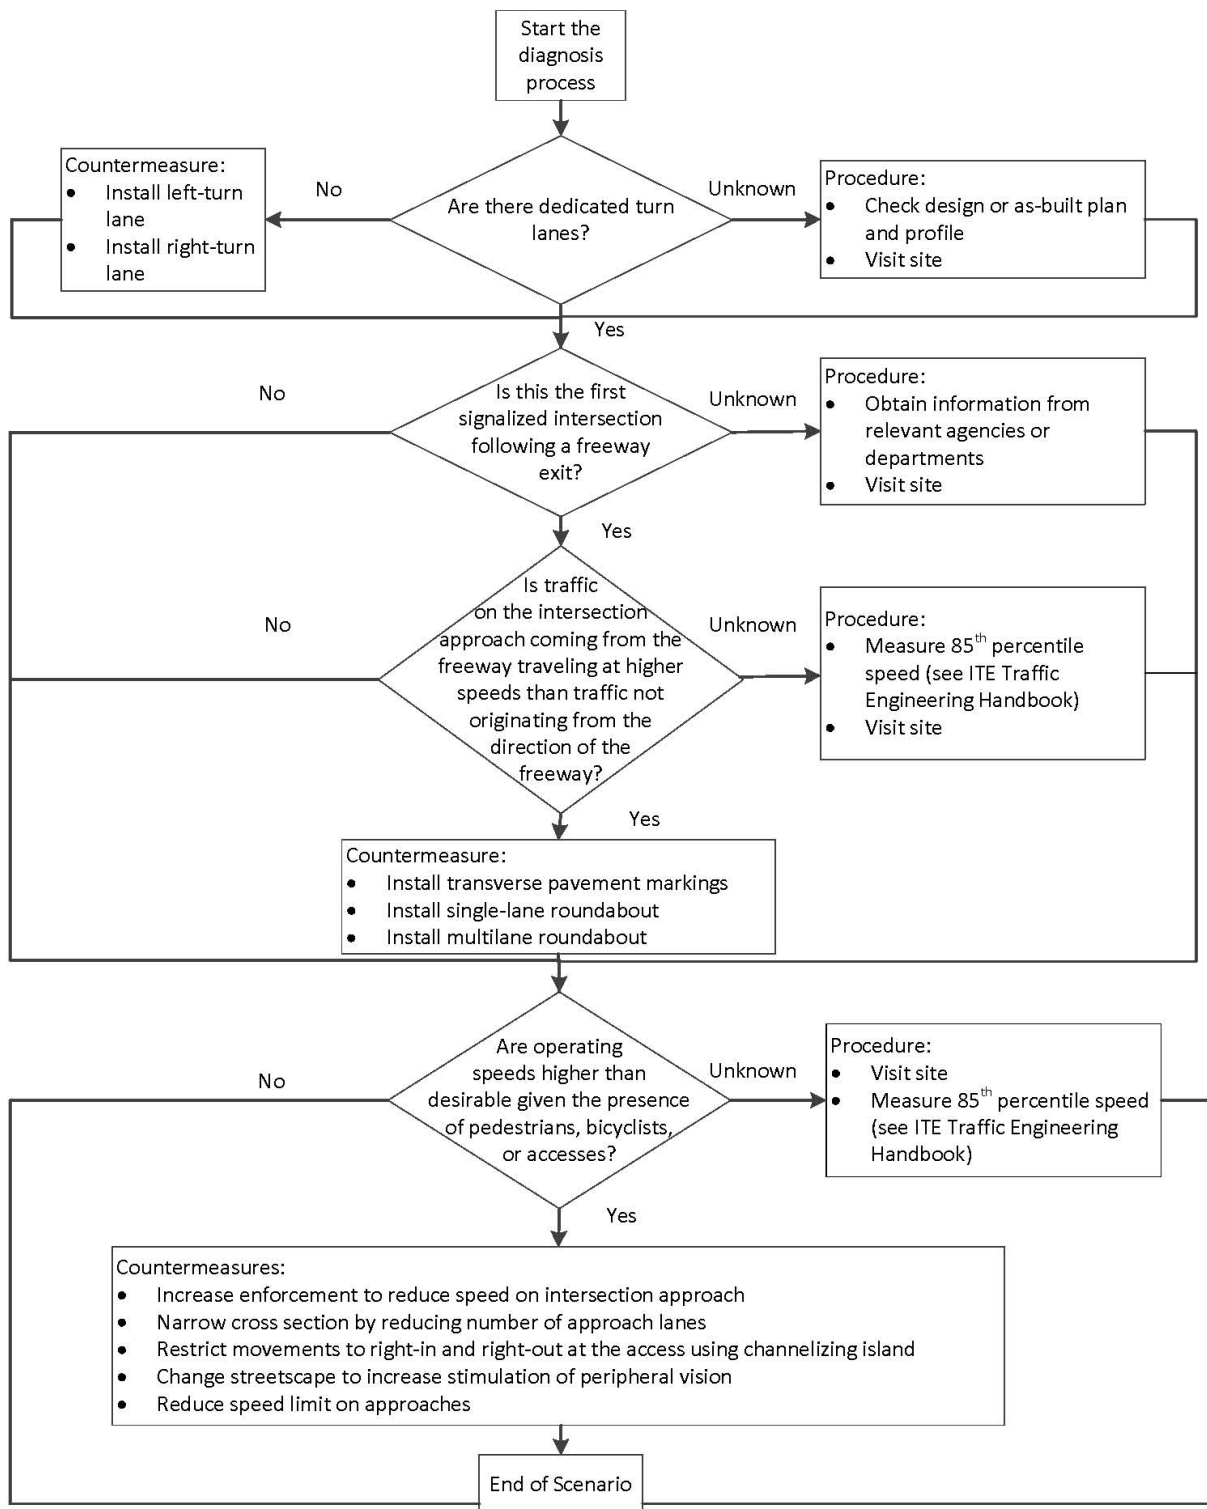 Start the
diagnosis
process
Countermeasure:
• Install left-turn
lane
• Install right-turn
lane
No
Are there dedicated turn
lanes?
Unknown
Procedure:
• Check design or as-built plan
and profile
• Visit site
Yes
No
Is this the first
signalized intersection
following a freeway
exit?
Unknown
Procedure:
• Obtain information from
relevant agencies or
departments
• Visit site
Yes
No
Is traffic
on the intersection
approach coming from the
freeway traveling at higher
speeds than traffic not
originating from the
direction of the
freeway?
Unknown
Procedure:
• Measure 85th percentile
speed (see ITE Traffic
Engineering Handbook)
• Visit site
Yes
Countermeasure:
• Install transverse pavement markings
• Install single-lane roundabout
• Install multilane roundabout
No
Are operating
speeds higher than
desirable given the presence
of pedestrians, bicyclists,
or accesses?
Unknown
Procedure:
• Visit site
• Measure 85th percentile speed
(see ITE Traffic Engineering
Handbook)
Yes
Countermeasures:
• Increase enforcement to reduce speed on intersection approach
• Narrow cross section by reducing number of approach lanes
• Restrict movements to right-in and right-out at the access using channelizing island
• Change streetscape to increase stimulation of peripheral vision
• Reduce speed limit on approaches
End of Scenario